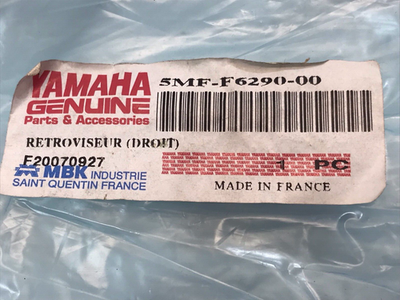 YAMAHA
GENUINE
Parts & Accessories
5MF-F6290-00
RETROVISEUR (DROIT)
E20070927
1 PC
MBK INDUSTRIE
SAINT QUENTIN FRANCE
MADE IN FRANCE